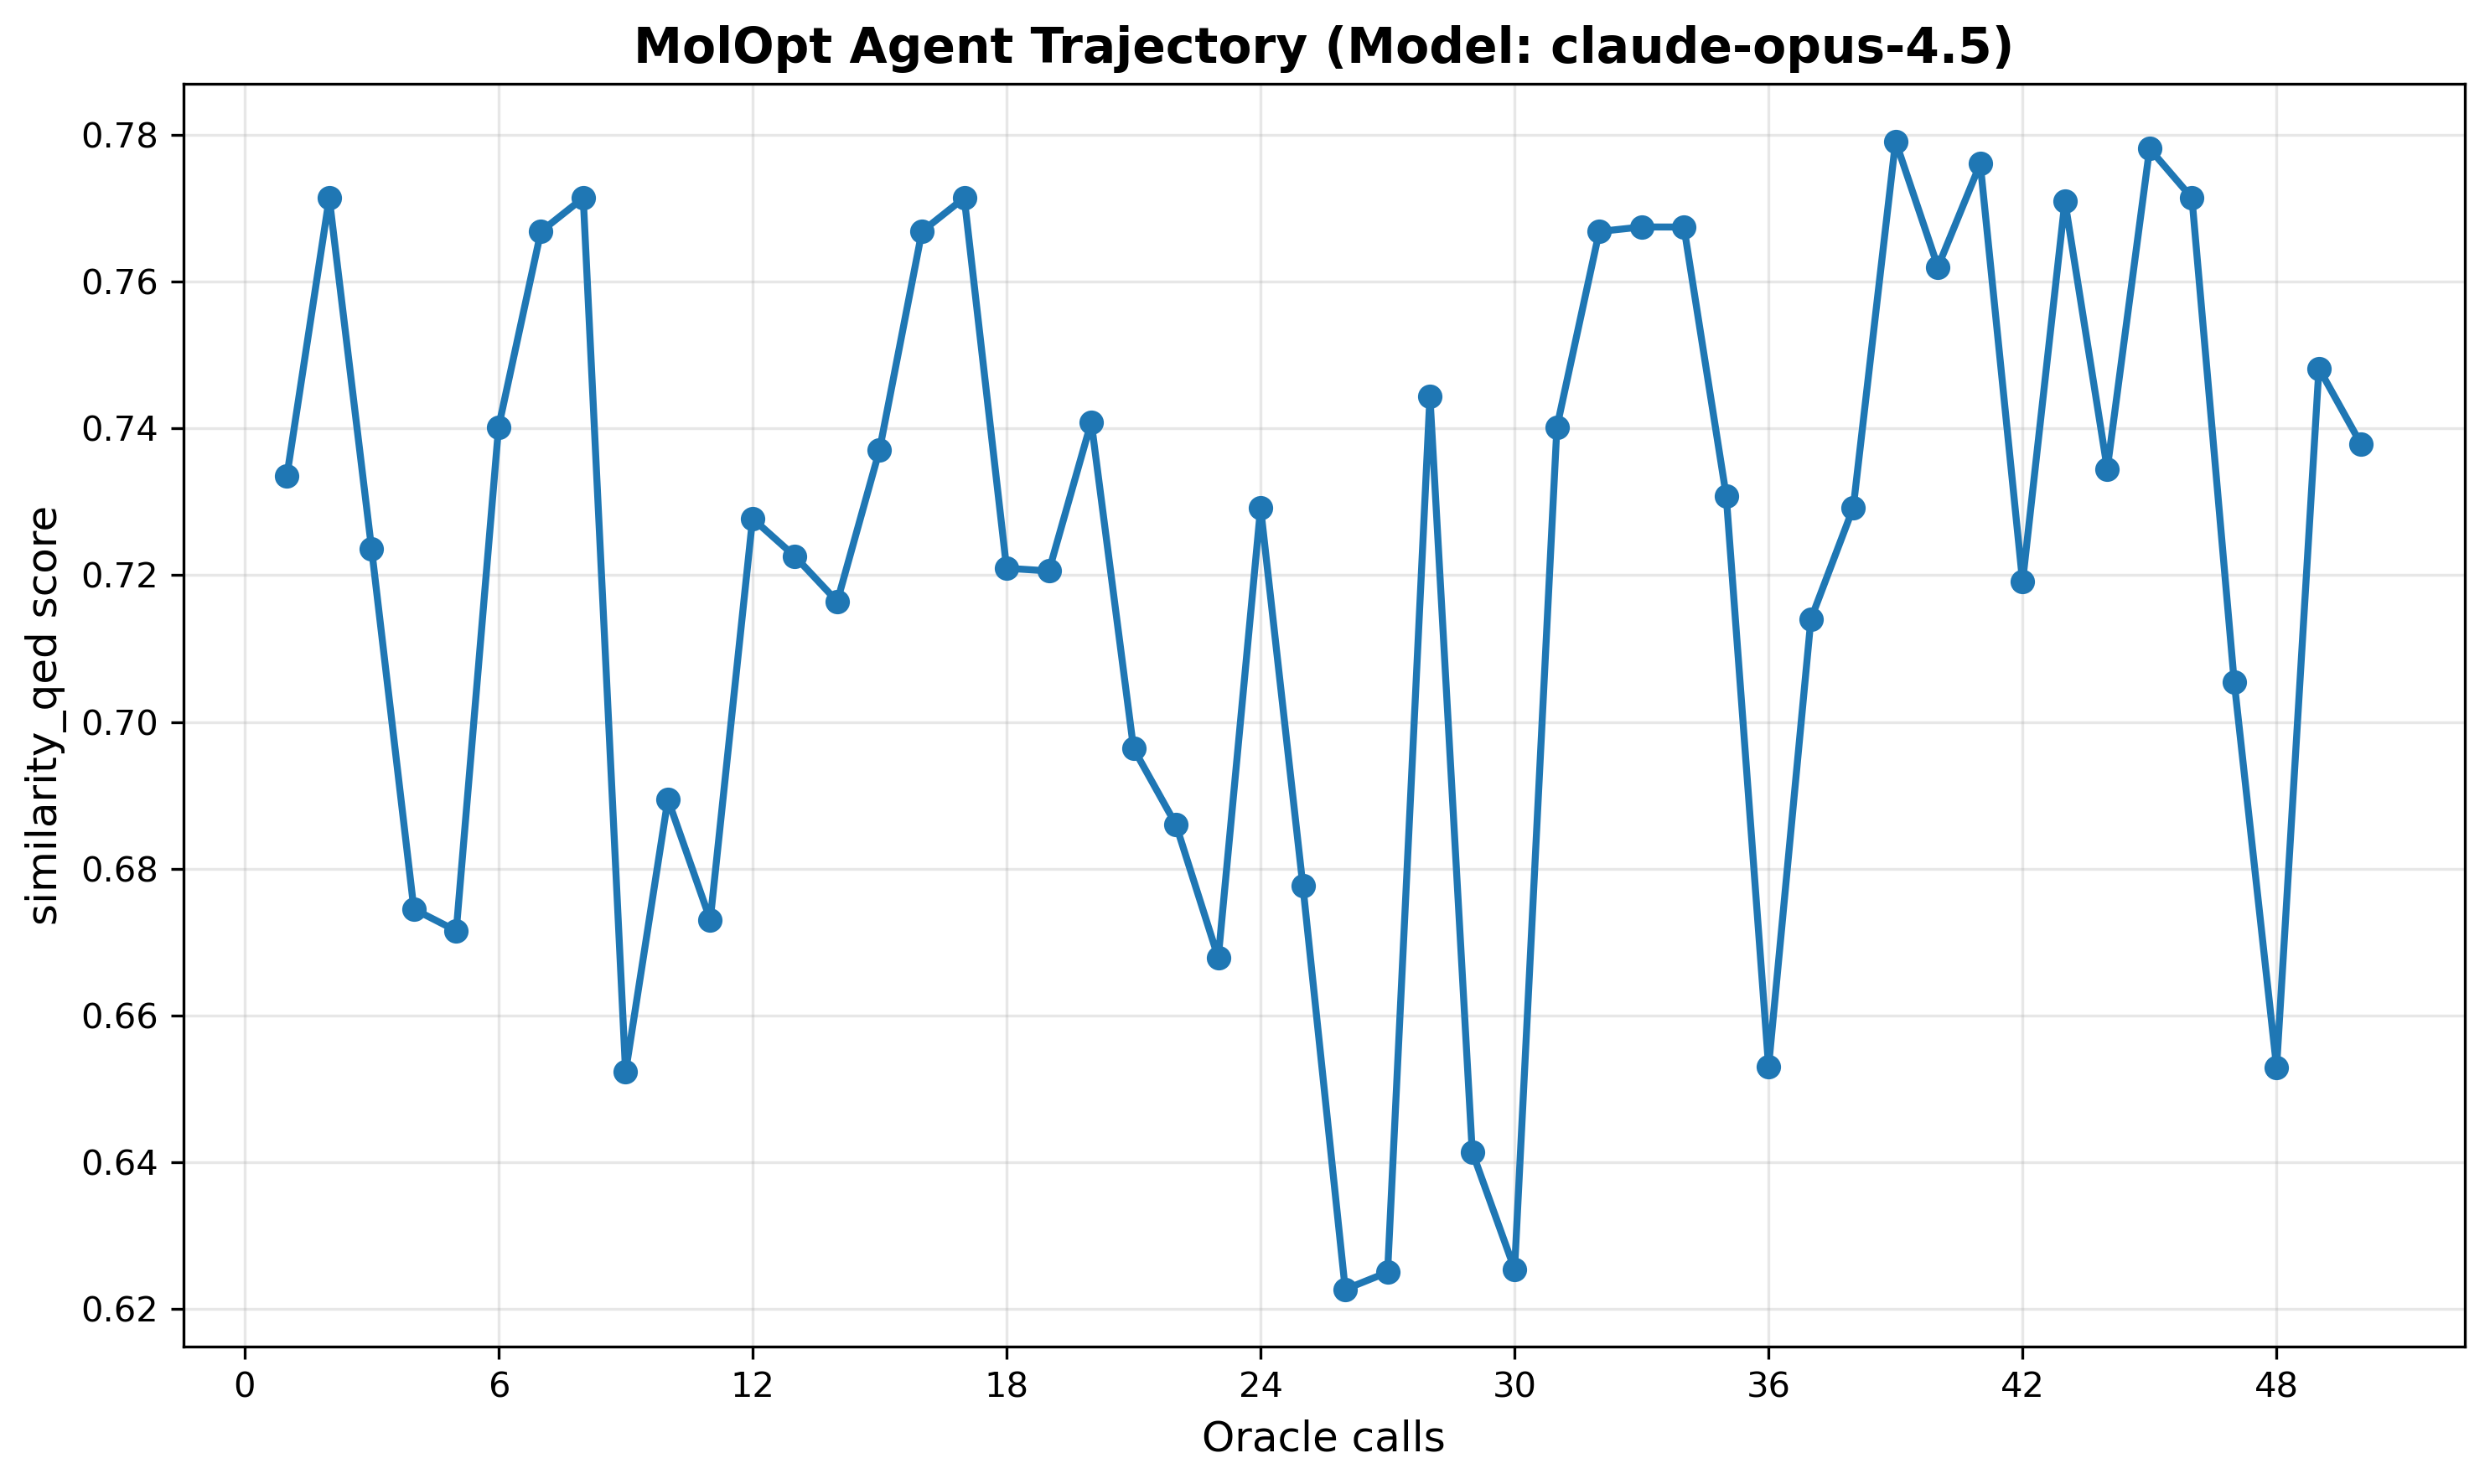 MolOpt Agent Trajectory (Model: claude-opus-4.5)
similarity_qed score
0.78
0.76
0.74
0.72
0.70
0.68
0.66
0.64
0.62
0 6 12 18 24 30 36 42 48
Oracle calls